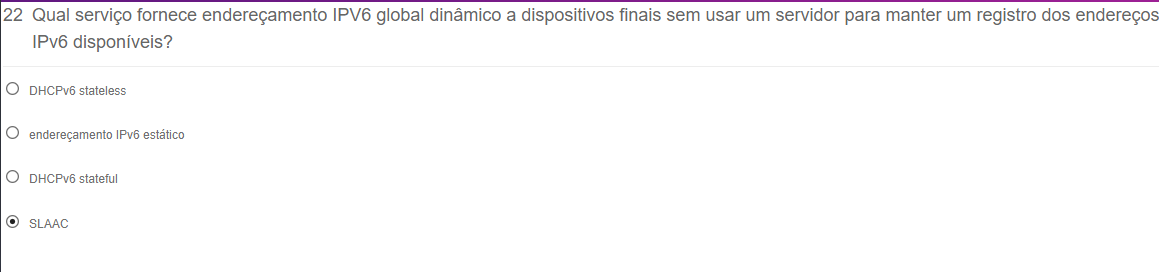 22 Qual serviço fornece endereçamento IPV6 global dinâmico a dispositivos finais sem usar um servidor para manter um registro dos endereços
IPv6 disponíveis?
DHCPv6 stateless
endereçamento IPv6 estático
DHCPv6 stateful
SLAAC